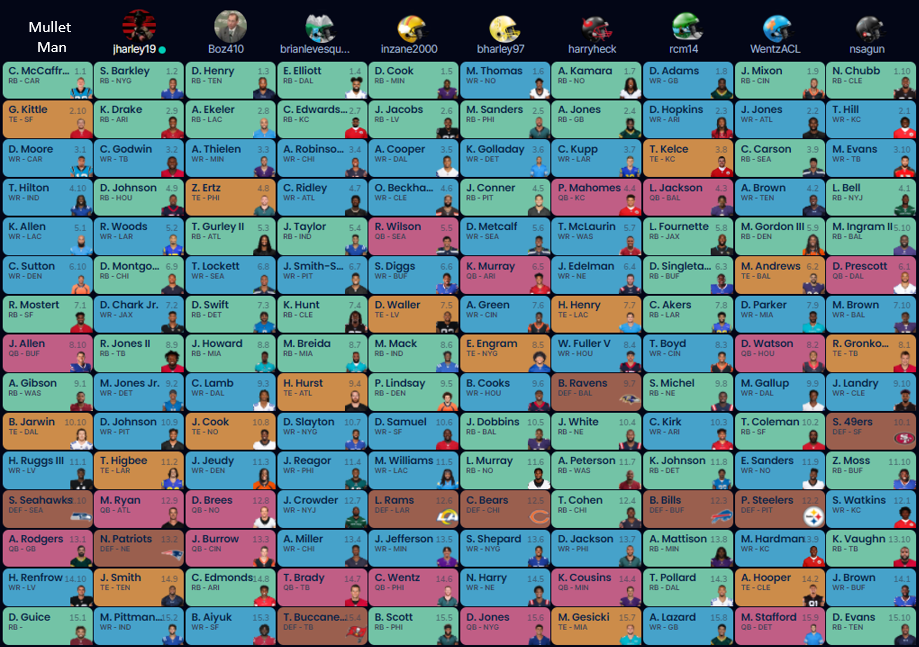 Mullet
Man
jharley19 Boz410 brianlevesqu... inzane2000 bharley97 harryheck rcm14 WentzACL nsagun
C. McCaffr... 1.1 S. Barkley 1.2 D. Henry 1.3 E. Elliott 1.4 D. Cook 1.5 M. Thomas 1.6 A. Kamara 1.7 D. Adams 1.8 J. Mixon 1.9 N. Chubb 1.10
RB - CAR RB - NYG RB - TEN RB - DAL RB - MIN WR - NO RB - NO WR - GB RB - CIN RB - CLE
G. Kittle 2.10 K. Drake 2.9 A. Ekeler 2.8 C. Edwards... 2.7 J. Jacobs 2.6 M. Sanders 2.5 A. Jones 2.4 D. Hopkins 2.3 J. Jones 2.2 T. Hill 2.1
TE - SF RB - ARI RB - LAC RB - KC RB - LV RB - PHI RB - GB WR - ARI WR - ATL WR - KC
D. Moore 3.1 C. Godwin 3.2 A. Thielen 3.3 A. Robinso... 3.4 A. Cooper 3.5 K. Golladay 3.6 C. Kupp 3.7 T. Kelce 3.8 C. Carson 3.9 M. Evans 3.10
WR - CAR WR - TB WR - MIN WR - CHI WR - DAL WR - DET WR - LAR TE - KC RB - SEA WR - TB
T. Hilton 4.10 D. Johnson 4.9 Z. Ertz 4.8 C. Ridley 4.7 O. Beckha... 4.6 J. Conner 4.5 P. Mahomes 4.4 L. Jackson 4.3 A. Brown 4.2 L. Bell 4.1
WR - IND RB - HOU TE - PHI WR - ATL WR - CLE RB - PIT QB - KC QB - BAL WR - TEN RB - NYJ
K. Allen 5.1 R. Woods 5.2 T. Gurley II 5.3 J. Taylor 5.4 R. Wilson 5.5 D. Metcalf 5.6 T. McLaurin 5.7 L. Fournette 5.8 M. Gordon III 5.9 M. Ingram II 5.10
WR - LAC WR - LAR RB - ATL RB - IND QB - SEA WR - SEA WR - WAS RB - JAX RB - DEN RB - BAL
C. Sutton 6.10 D. Montgo... 6.9 T. Lockett 6.8 J. Smith-S... 6.7 S. Diggs 6.6 K. Murray 6.5 J. Edelman 6.4 D. Singleta... 6.3 M. Andrews 6.2 D. Prescott 6.1
WR - DEN RB - CHI WR - SEA WR - PIT WR - BUF QB - ARI WR - NE RB - BUF TE - BAL QB - DAL
R. Mostert 7.1 D. Chark Jr. 7.2 D. Swift 7.3 K. Hunt 7.4 D. Waller 7.5 A. Green 7.6 H. Henry 7.7 C. Akers 7.8 D. Parker 7.9 M. Brown 7.10
RB - SF WR - JAX RB - DET RB - CLE TE - LV WR - CIN TE - LAC RB - LAR WR - MIA WR - BAL
J. Allen 8.10 R. Jones II 8.9 J. Howard 8.8 M. Breida 8.7 M. Mack 8.6 E. Engram 8.5 W. Fuller V 8.4 T. Boyd 8.3 D. Watson 8.2 R. Gronko... 8.1
QB - BUF RB - TB RB - MIA RB - MIA RB - IND TE - NYG WR - HOU WR - CIN QB - HOU TE - TB
A. Gibson 9.1 M. Jones Jr. 9.2 C. Lamb 9.3 H. Hurst 9.4 P. Lindsay 9.5 B. Cooks 9.6 B. Ravens 9.7 S. Michel 9.8 M. Gallup 9.9 J. Landry 9.10
RB - WAS WR - DET WR - DAL TE - ATL RB - DEN WR - HOU DEF - BAL RB - NE WR - DAL WR - CLE
B. Jarwin 10.10 D. Johnson 10.9 J. Cook 10.8 D. Slayton 10.7 D. Samuel 10.6 J. Dobbins 10.5 J. White 10.4 C. Kirk 10.3 T. Coleman 10.2 S. 49ers 10.1
TE - DAL WR - PIT TE - NO WR - NYG WR - SF RB - BAL RB - NE WR - ARI RB - SF DEF - SF
H. Ruggs III 11.1 T. Higbee 11.2 J. Jeudy 11.3 J. Reagor 11.4 M. Williams 11.5 L. Murray 11.6 A. Peterson 11.7 K. Johnson 11.8 E. Sanders 11.9 Z. Moss 11.10
WR - LV TE - LAR WR - DEN WR - PHI WR - LAC RB - NO RB - WAS RB - DET WR - NO RB - BUF
S. Seahawks M. Ryan 12.9 D. Brees 12.8 J. Crowder 12.7 L. Rams 12.6 C. Bears 12.5 T. Cohen 12.4 B. Bills 12.3 P. Steelers 12.2 S. Watkins 12.1
DEF - SEA QB - ATL QB - NO WR - NYJ DEF - LAR DEF - CHI RB - CHI DEF - BUF DEF - PIT WR - KC
A. Rodgers 13.1 N. Patriots 13.2 J. Burrow 13.3 A. Miller 13.4 J. Jefferson 13.5 S. Shepard 13.6 D. Jackson 13.7 A. Mattison 13.8 M. Hardman 13.9 K. Vaughn 13.10
QB - GB DEF - NE QB - CIN WR - CHI WR - MIN WR - NYG WR - PHI RB - MIN WR - KC RB - TB
H. Renfrow 14.10 J. Smith 14.9 C. Edmonds 14.8 T. Brady 14.7 C. Wentz 14.6 N. Harry 14.5 K. Cousins 14.4 T. Pollard 14.3 A. Hooper 14.2 J. Brown 14.1
WR - LV TE - TEN RB - ARI QB - TB QB - PHI WR - NE QB - MIN RB - DAL TE - CLE WR - BUF
D. Guice 15.1 M. Pittman... 15.2 B. Aiyuk 15.3 T. Buccane... 15.4 B. Scott 15.5 D. Jones 15.6 M. Gesicki 15.7 A. Lazard 15.8 M. Stafford 15.9 D. Evans 15.10
RB - WR - IND WR - SF DEF - TB RB - PHI QB - NYG TE - MIA WR - GB QB - DET RB - TEN